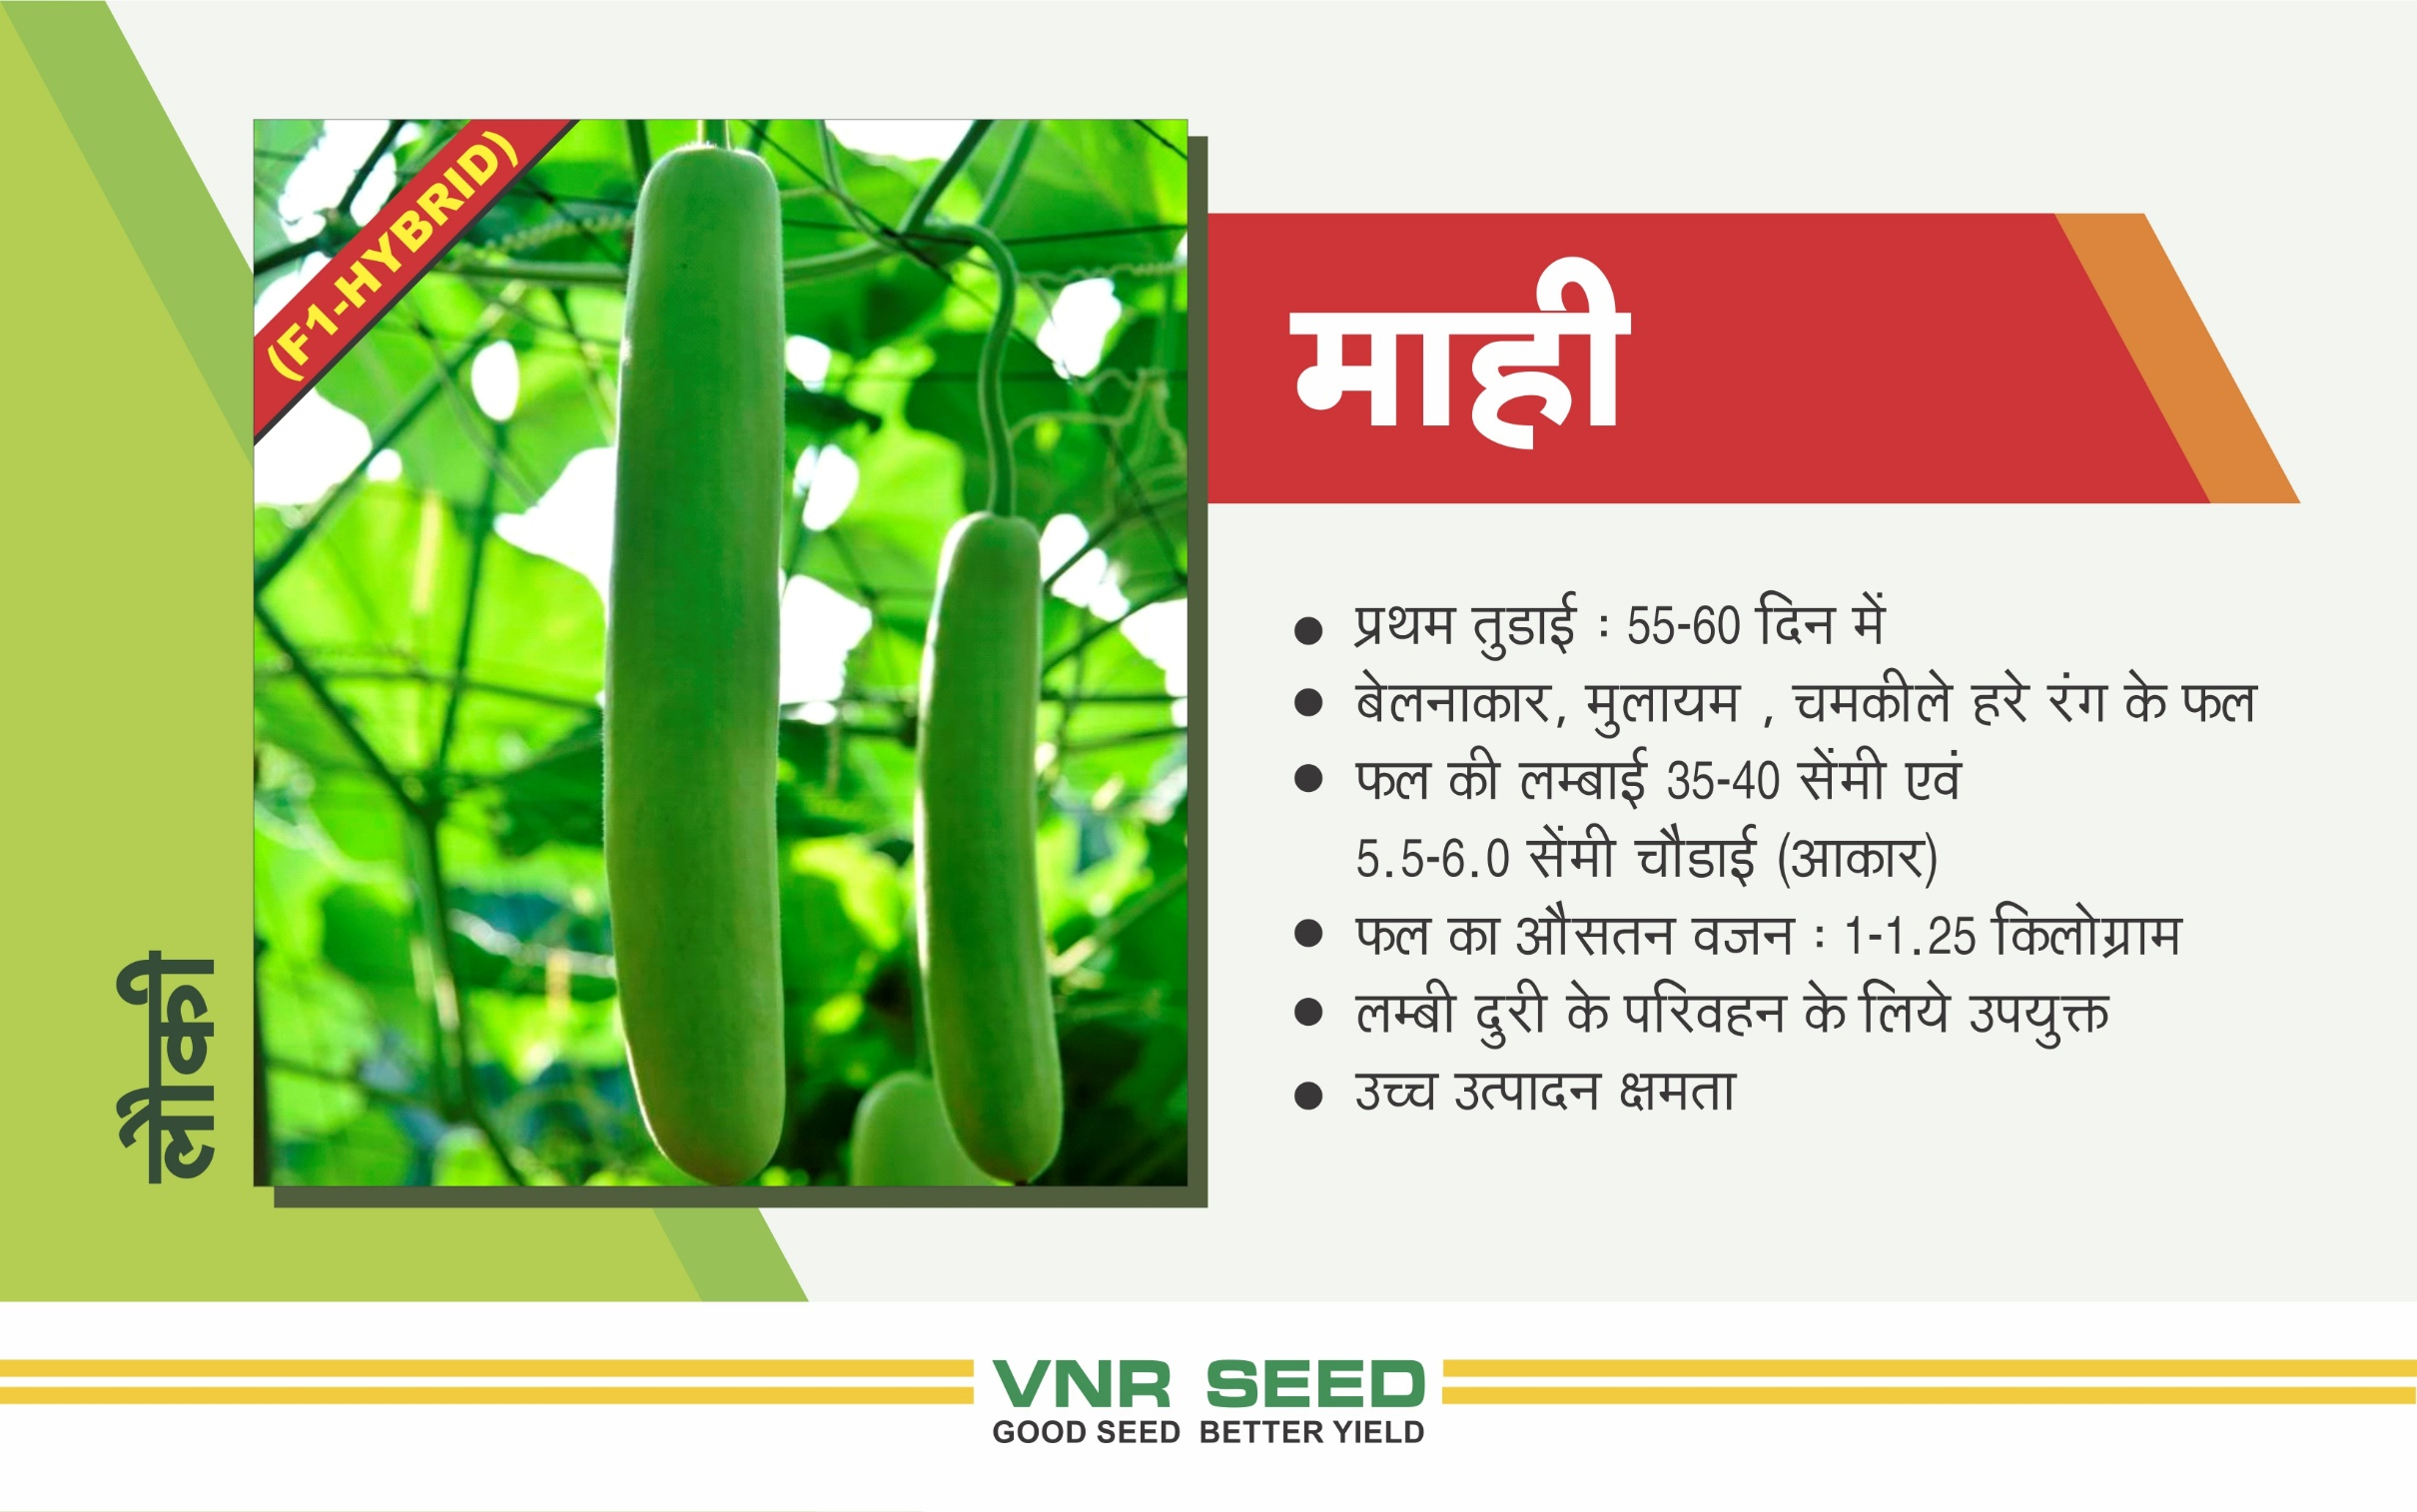 (F1-HYBRID)
माही
लौकी
● प्रथम तुडाई : 55-60 दिन में
● बेलनाकार, मुलायम , चमकीले हरे रंग के फल
● फल की लम्बाई 35-40 सेंमी एवं
5.5-6.0 सेंमी चौडाई (आकार)
● फल का औसतन वजन : 1-1.25 किलोग्राम
● लम्बी दुरी के परिवहन के लिये उपयुक्त
● उच्च उत्पादन क्षमता
VNR SEED
GOOD SEED BETTER YIELD